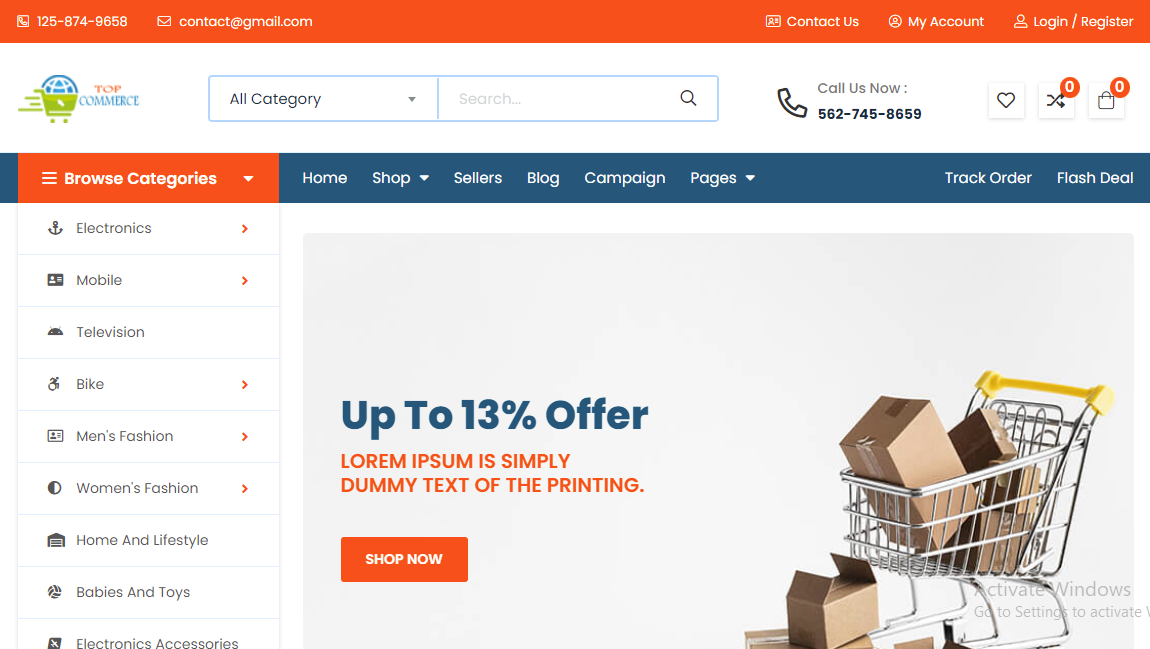 125-874-9658 contact@gmail.com Contact Us My Account Login / Register
TOP
COMMERCE
All Category Search...
Call Us Now :
562-745-8659
0 0
Browse Categories Home Shop Sellers Blog Campaign Pages Track Order Flash Deal
Electronics
Mobile
Television
Bike
Men's Fashion
Women's Fashion
Home And Lifestyle
Babies And Toys
Electronics Accessories
Up To 13% Offer
LOREM IPSUM IS SIMPLY
DUMMY TEXT OF THE PRINTING.
SHOP NOW
Activate Windows
Go to Settings to activate